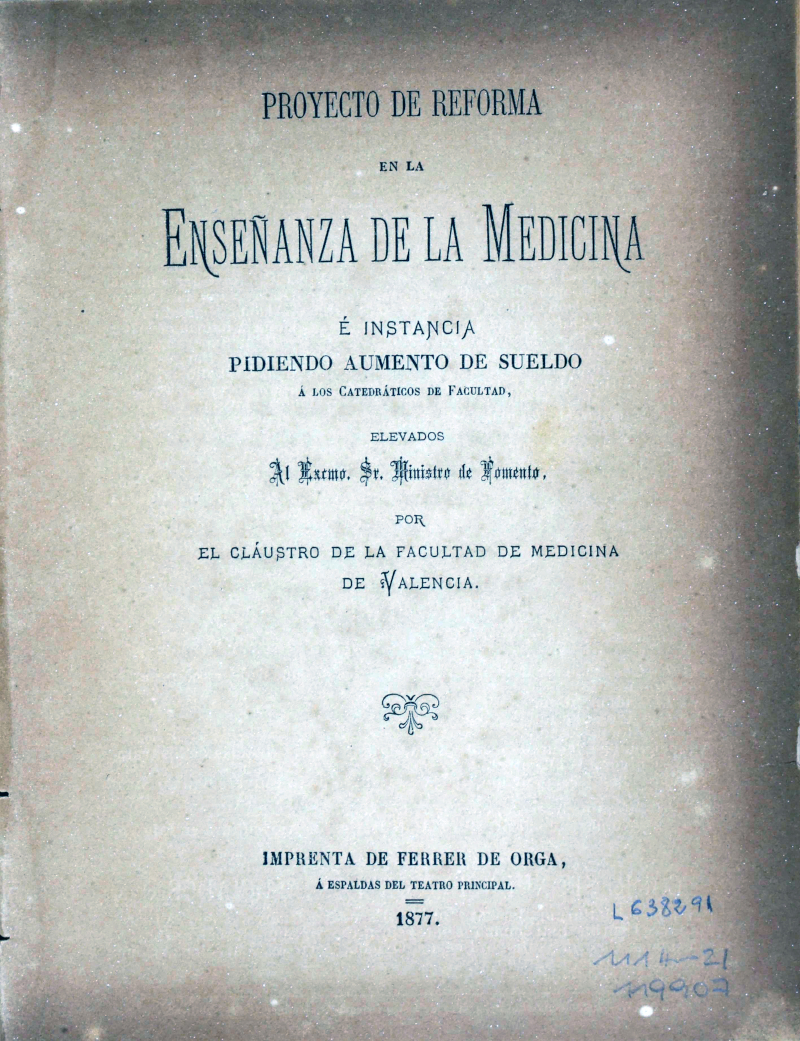 PROYECTO DE REFORMA
EN LA
ENSEÑANZA DE LA MEDICINA
É INSTANCIA
PIDIENDO AUMENTO DE SUELDO
Á LOS CATEDRÁTICOS DE FACULTAD,
ELEVADOS
Al Excmo. Sr. Ministro de Fomento,
POR
EL CLÁUSTRO DE LA FACULTAD DE MEDICINA
DE VALENCIA.
IMPRENTA DE FERRER DE ORGA,
Á ESPALDAS DEL TEATRO PRINCIPAL.
1877.
L 638291
1114-21
119907